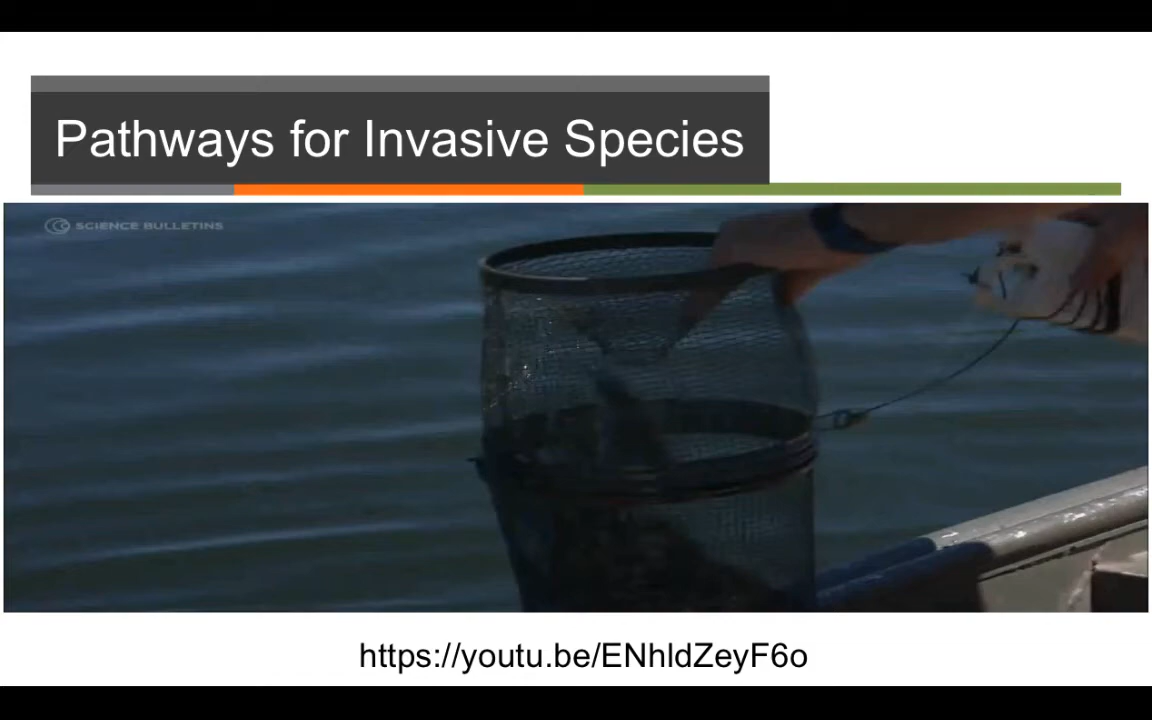 Pathways for Invasive Species
SCIENCE BULLETINS
https://youtu.be/ENhldZeyF6o